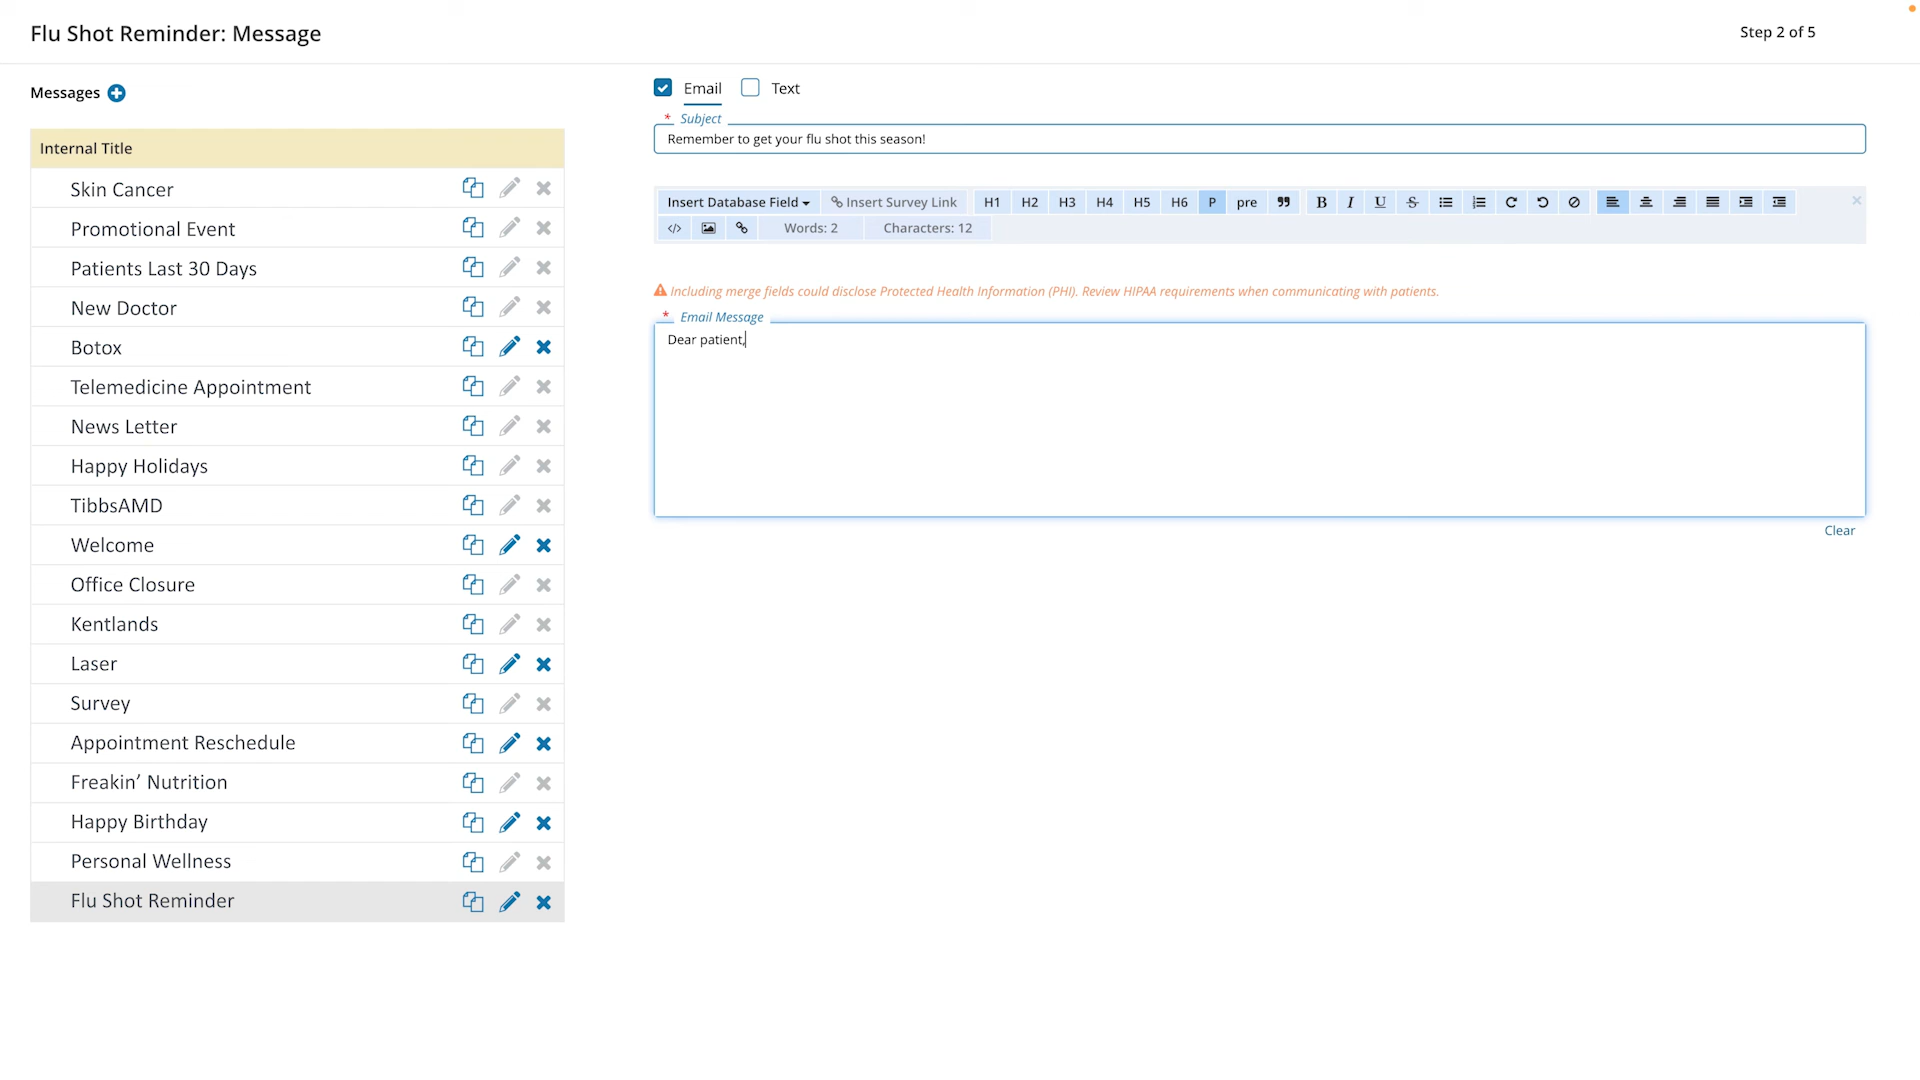 Flu Shot Reminder: Message
Step 2 of 5
Messages
Internal Title
Skin Cancer
Promotional Event
Patients Last 30 Days
New Doctor
Botox
Telemedicine Appointment
News Letter
Happy Holidays
TibbsAMD
Welcome
Office Closure
Kentlands
Laser
Survey
Appointment Reschedule
Freakin’ Nutrition
Happy Birthday
Personal Wellness
Flu Shot Reminder
Email Text
* Subject
Remember to get your flu shot this season!
Insert Database Field Insert Survey Link H1 H2 H3 H4 H5 H6 P pre B I U S
Words: 2 Characters: 12
Including merge fields could disclose Protected Health Information (PHI). Review HIPAA requirements when communicating with patients.
* Email Message
Dear patient,
Clear